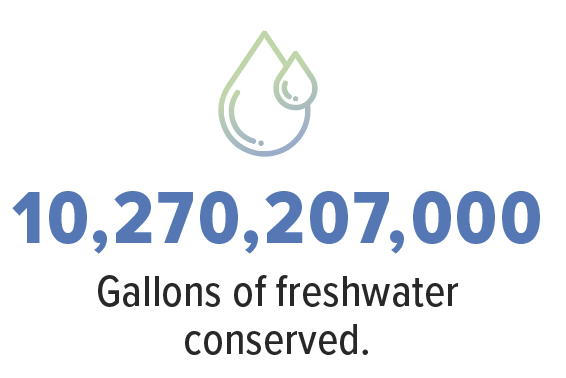 10,270,207,000
Gallons of freshwater
conserved.